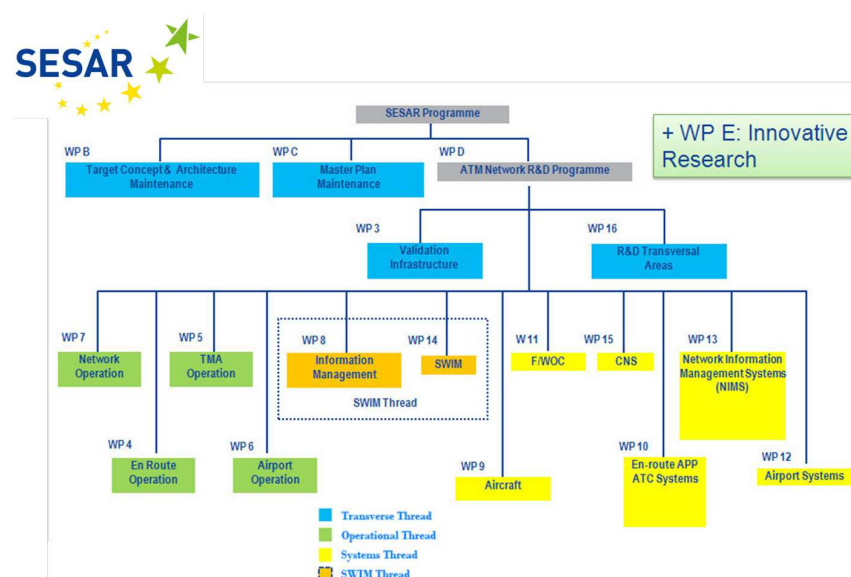 SESAR
SESAR Programme
+ WP E: Innovative
Research
WP B
WP C
WP D
Target Concept & Architecture
Maintenance
Master Plan
Maintenance
ATM Network R&D Programme
WP 3
WP 16
Validation
Infrastructure
R&D Transversal
Areas
WP 7
WP 5
WP 8
WP 14
W 11
WP 15
WP 13
Network
Operation
TMA
Operation
Information
Management
SWIM
F/WOC
CNS
Network Information
Management Systems
(NIMS)
SWIM Thread
WP 4
WP 6
WP 9
WP 10
WP 12
En Route
Operation
Airport
Operation
Aircraft
En-route APP
ATC Systems
Airport Systems
Transverse Thread
Operational Thread
Systems Thread
SWIM Thread